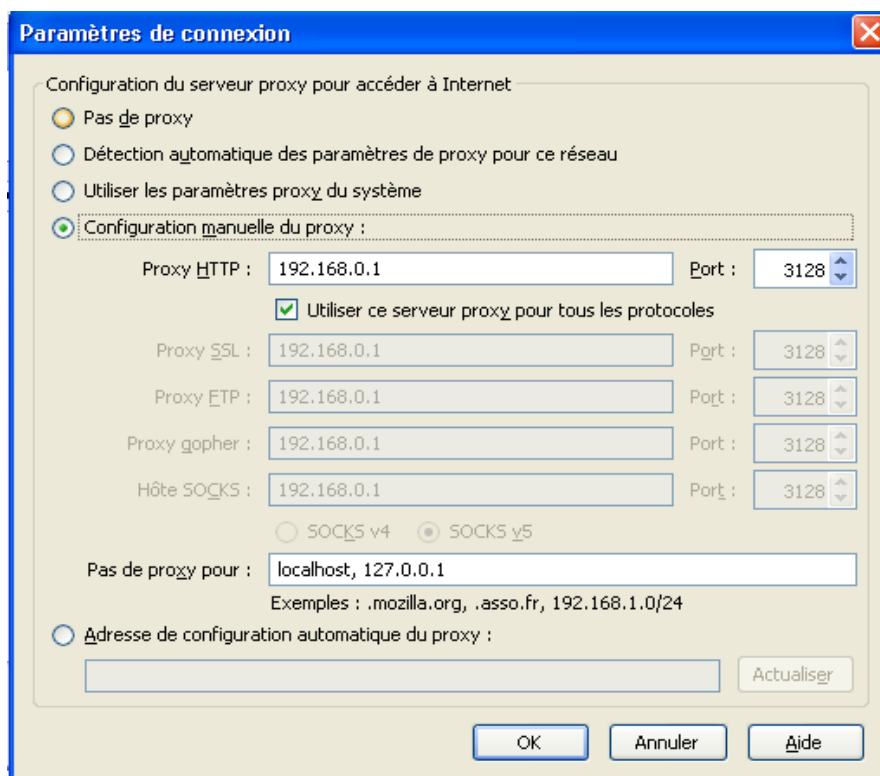 Paramètres de connexion
Configuration du serveur proxy pour accéder à Internet
Pas de proxy
Détection automatique des paramètres de proxy pour ce réseau
Utiliser les paramètres proxy du système
Configuration manuelle du proxy :
Proxy HTTP : 192.168.0.1 Port : 3128
Utiliser ce serveur proxy pour tous les protocoles
Proxy SSL : 192.168.0.1 Port : 3128
Proxy FTP : 192.168.0.1 Port : 3128
Proxy gopher : 192.168.0.1 Port : 3128
Hôte SOCKS : 192.168.0.1 Port : 3128
SOCKS v4 SOCKS v5
Pas de proxy pour : localhost, 127.0.0.1
Exemples : .mozilla.org, .asso.fr, 192.168.1.0/24
Adresse de configuration automatique du proxy :
Actualiser
OK Annuler Aide